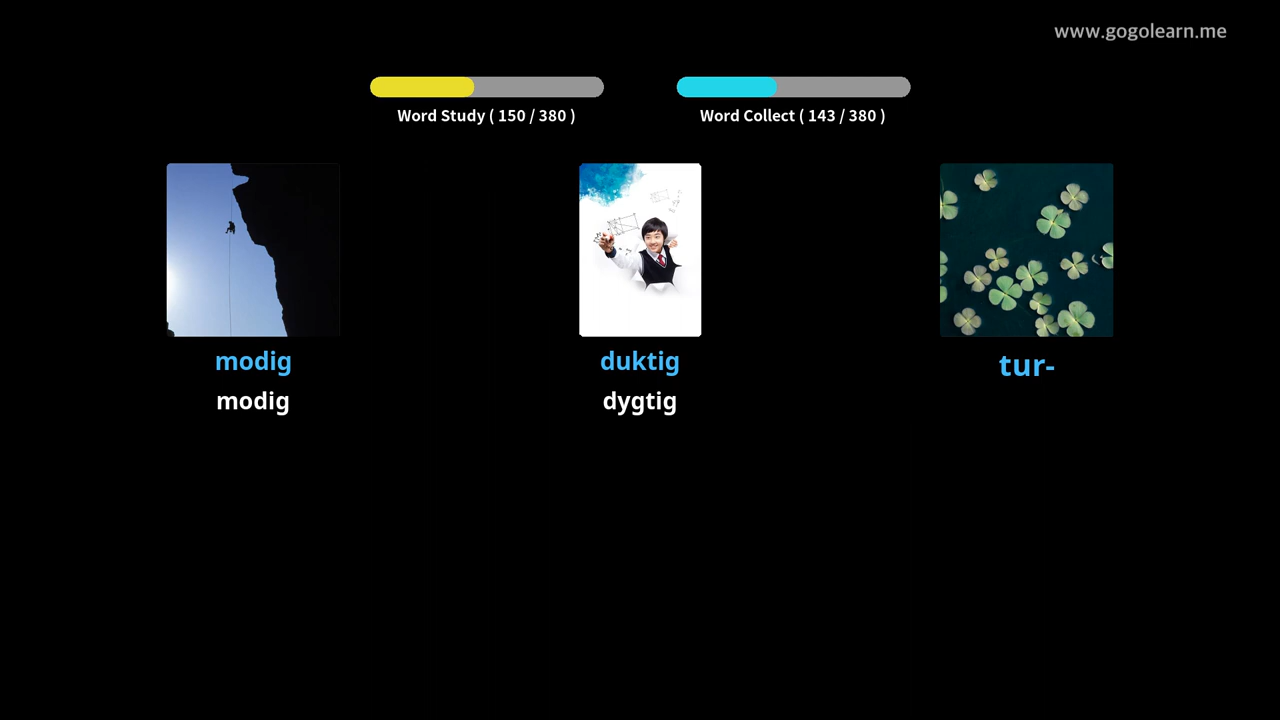 www.gogolearn.me
Word Study ( 150 / 380 )
Word Collect ( 143 / 380 )
modig
modig
duktig
dygtig
tur-